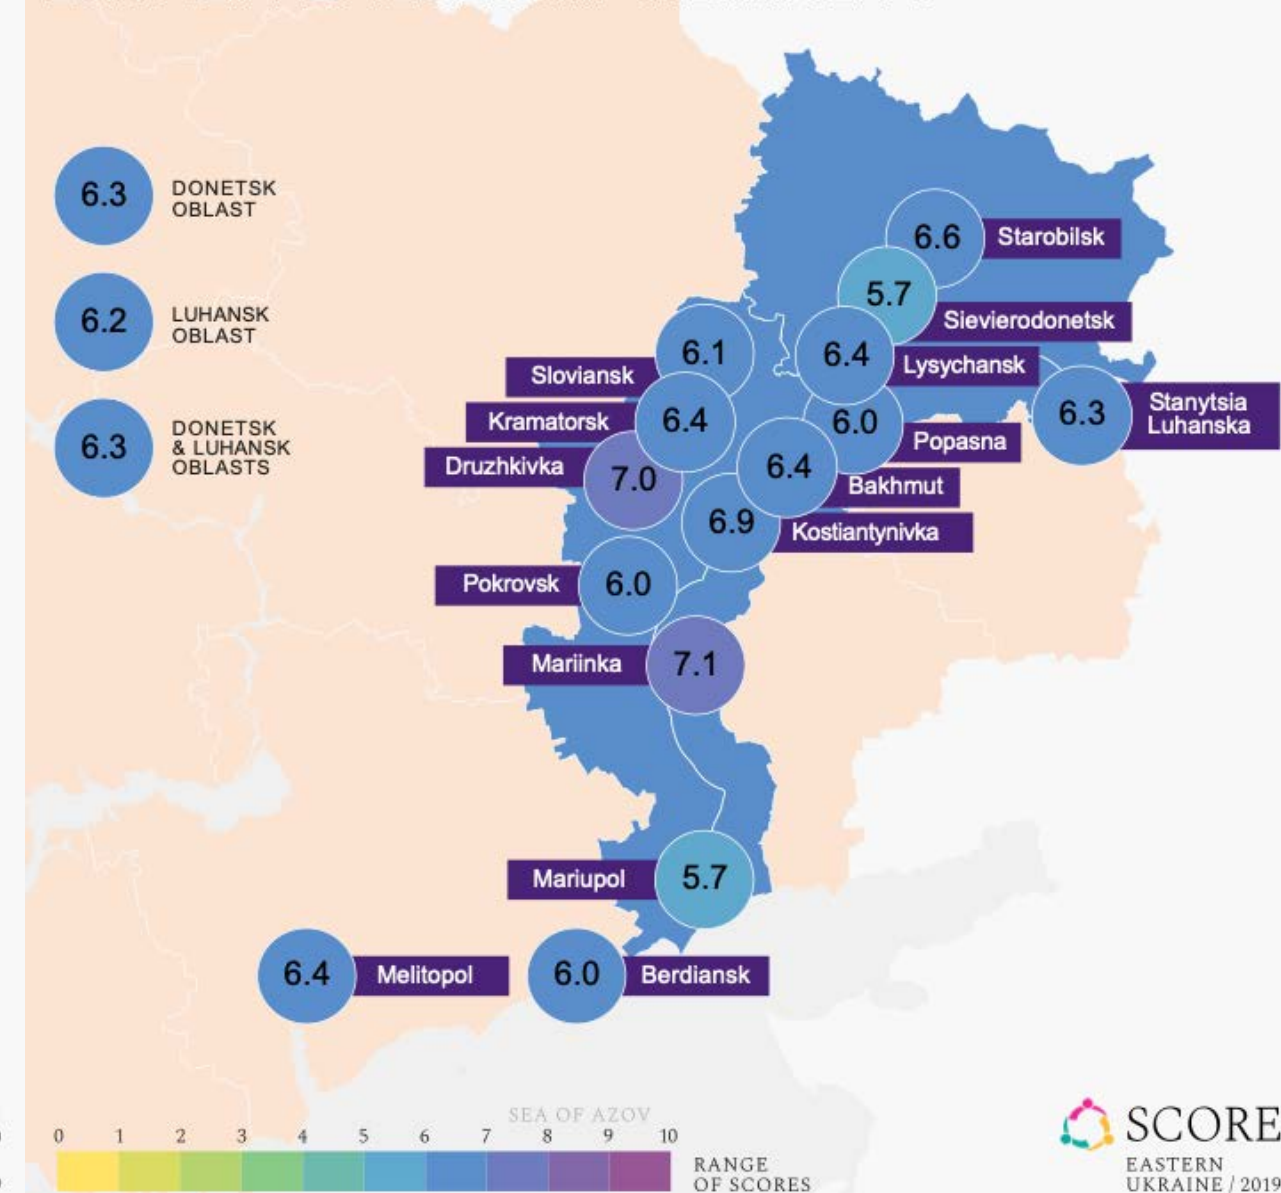 6.3
DONETSK
OBLAST
6.2
LUHANSK
OBLAST
6.3
DONETSK
& LUHANSK
OBLASTS
6.6
Starobilsk
5.7
Sievierodonetsk
6.1
Sloviansk
6.4
Lysychansk
Kramatorsk
6.4
6.0
Popasna
6.3
Stanytsia
Luhanska
Druzhkivka
7.0
6.4
Bakhmut
6.9
Kostiantynivka
Pokrovsk
6.0
Mariinka
7.1
Mariupol
5.7
6.4
Melitopol
6.0
Berdiansk
SEA OF AZOV
0 1 2 3 4 5 6 7 8 9 10
RANGE
OF SCORES
SCORE
EASTERN
UKRAINE / 2019